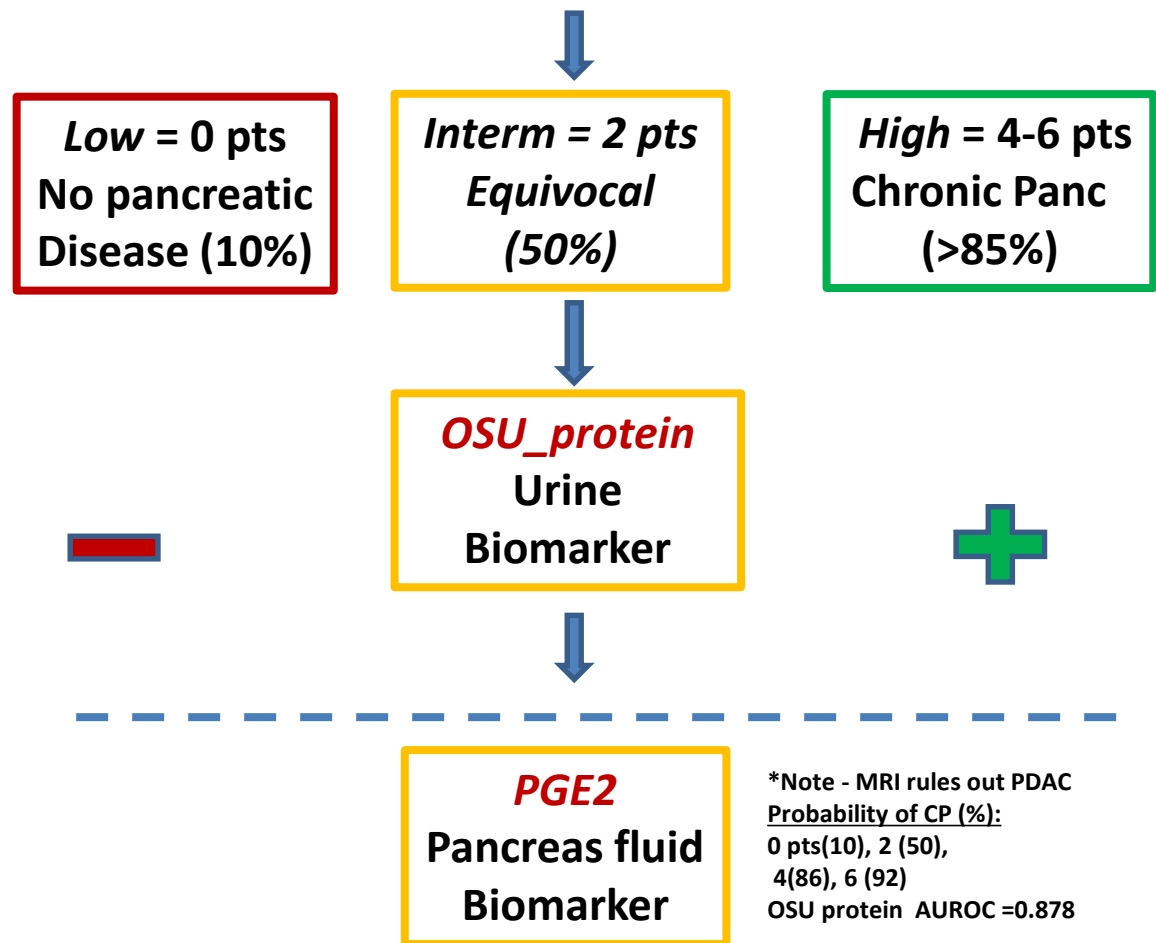 Low = 0 pts
No pancreatic
Disease (10%)
Interm = 2 pts
Equivocal
(50%)
High = 4-6 pts
Chronic Panc
(>85%)
OSU_protein
Urine
Biomarker
PGE2
Pancreas fluid
Biomarker
*Note - MRI rules out PDAC
Probability of CP (%):
0 pts(10), 2 (50),
4(86), 6 (92)
OSU protein AUROC =0.878